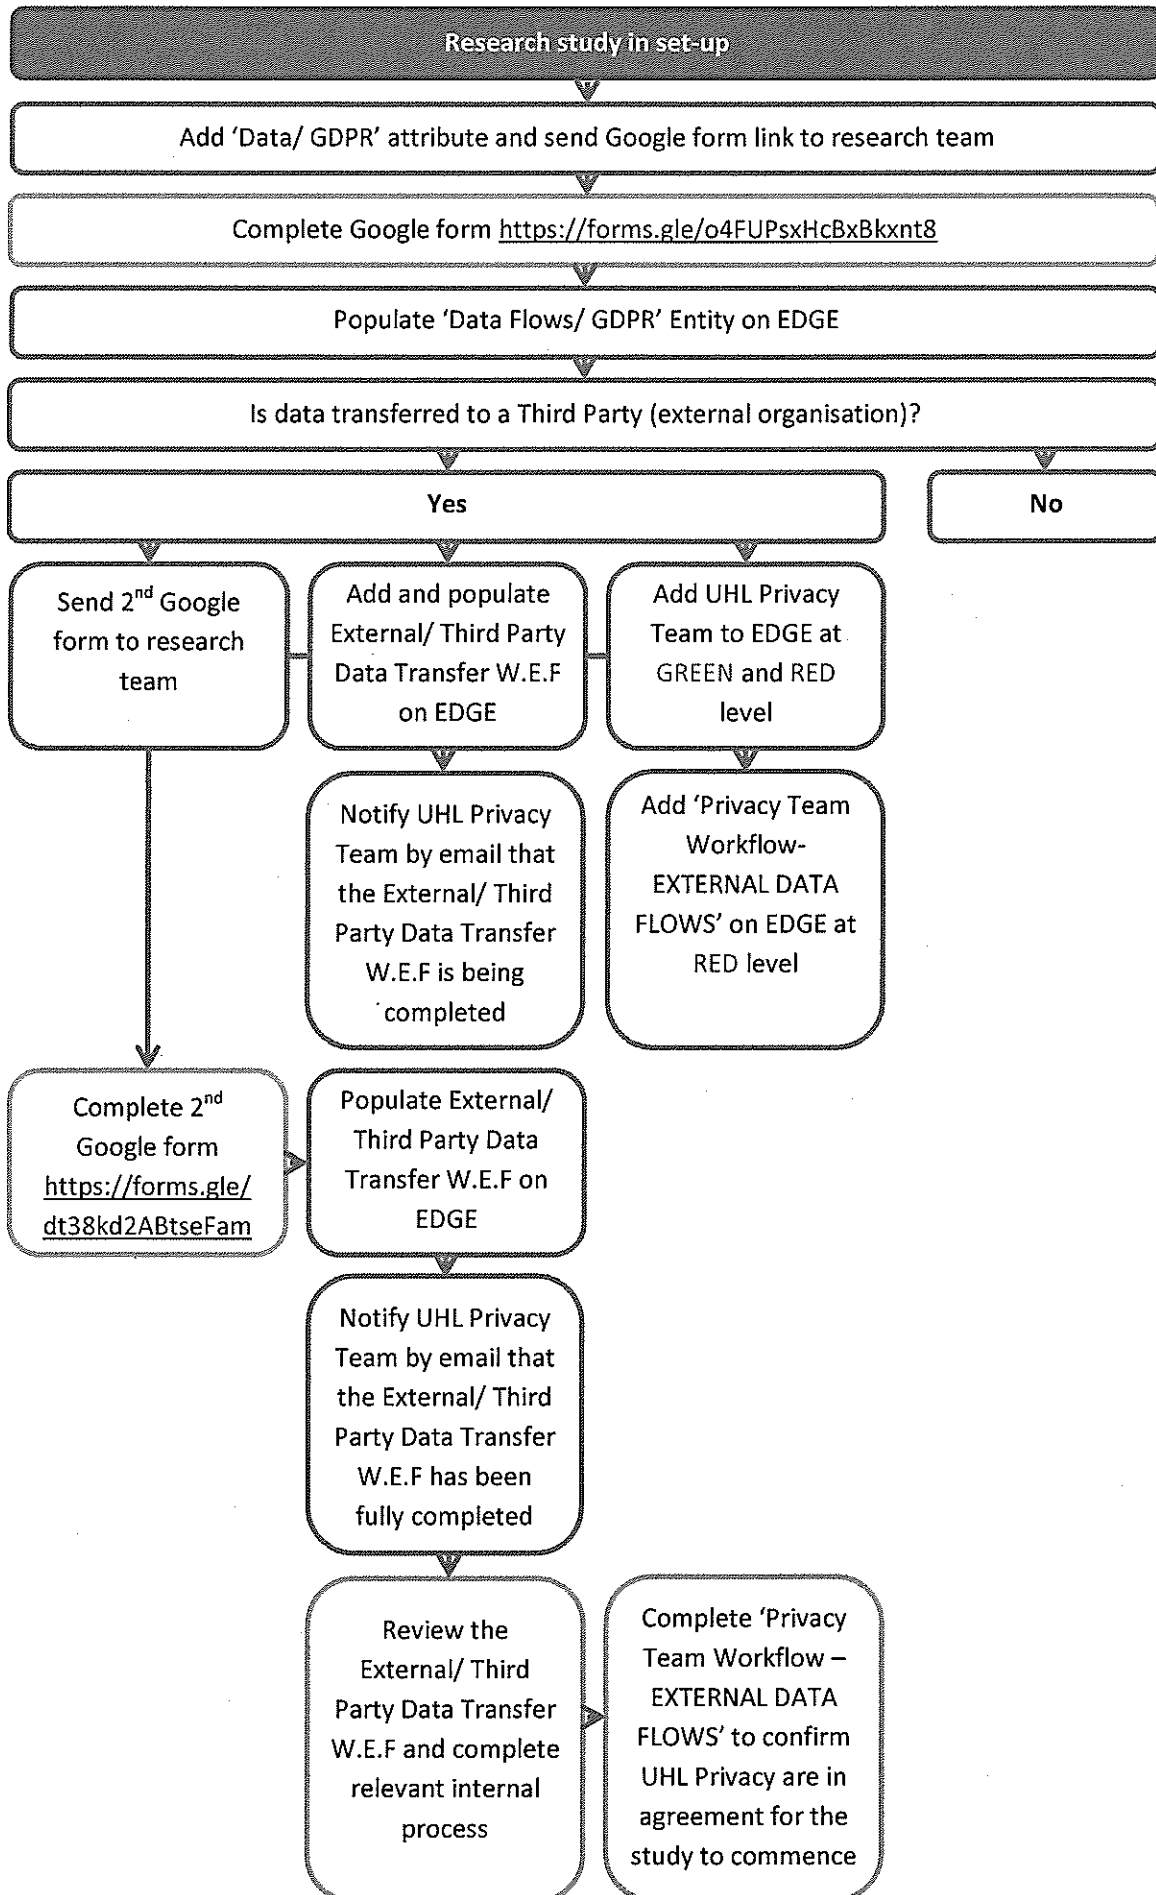 Research study in set-up
Add ‘Data/ GDPR’ attribute and send Google form link to research team
Complete Google form https://forms.gle/o4FUPsxHcBxBkxnt8
Populate ‘Data Flows/ GDPR’ Entity on EDGE
Is data transferred to a Third Party (external organisation)?
Yes
No
Send 2nd Google
form to research
team
Add and populate
External/ Third Party
Data Transfer W.E.F
on EDGE
Add UHL Privacy
Team to EDGE at
GREEN and RED
level
Notify UHL Privacy
Team by email that
the External/ Third
Party Data Transfer
W.E.F is being
completed
Add ‘Privacy Team
Workflow-
EXTERNAL DATA
FLOWS’ on EDGE at
RED level
Complete 2nd
Google form
https://forms.gle/
dt38kd2ABtseFam
Populate External/
Third Party Data
Transfer W.E.F on
EDGE
Notify UHL Privacy
Team by email that
the External/ Third
Party Data Transfer
W.E.F has been
fully completed
Review the
External/ Third
Party Data Transfer
W.E.F and complete
relevant internal
process
Complete ‘Privacy
Team Workflow –
EXTERNAL DATA
FLOWS’ to confirm
UHL Privacy are in
agreement for the
study to commence